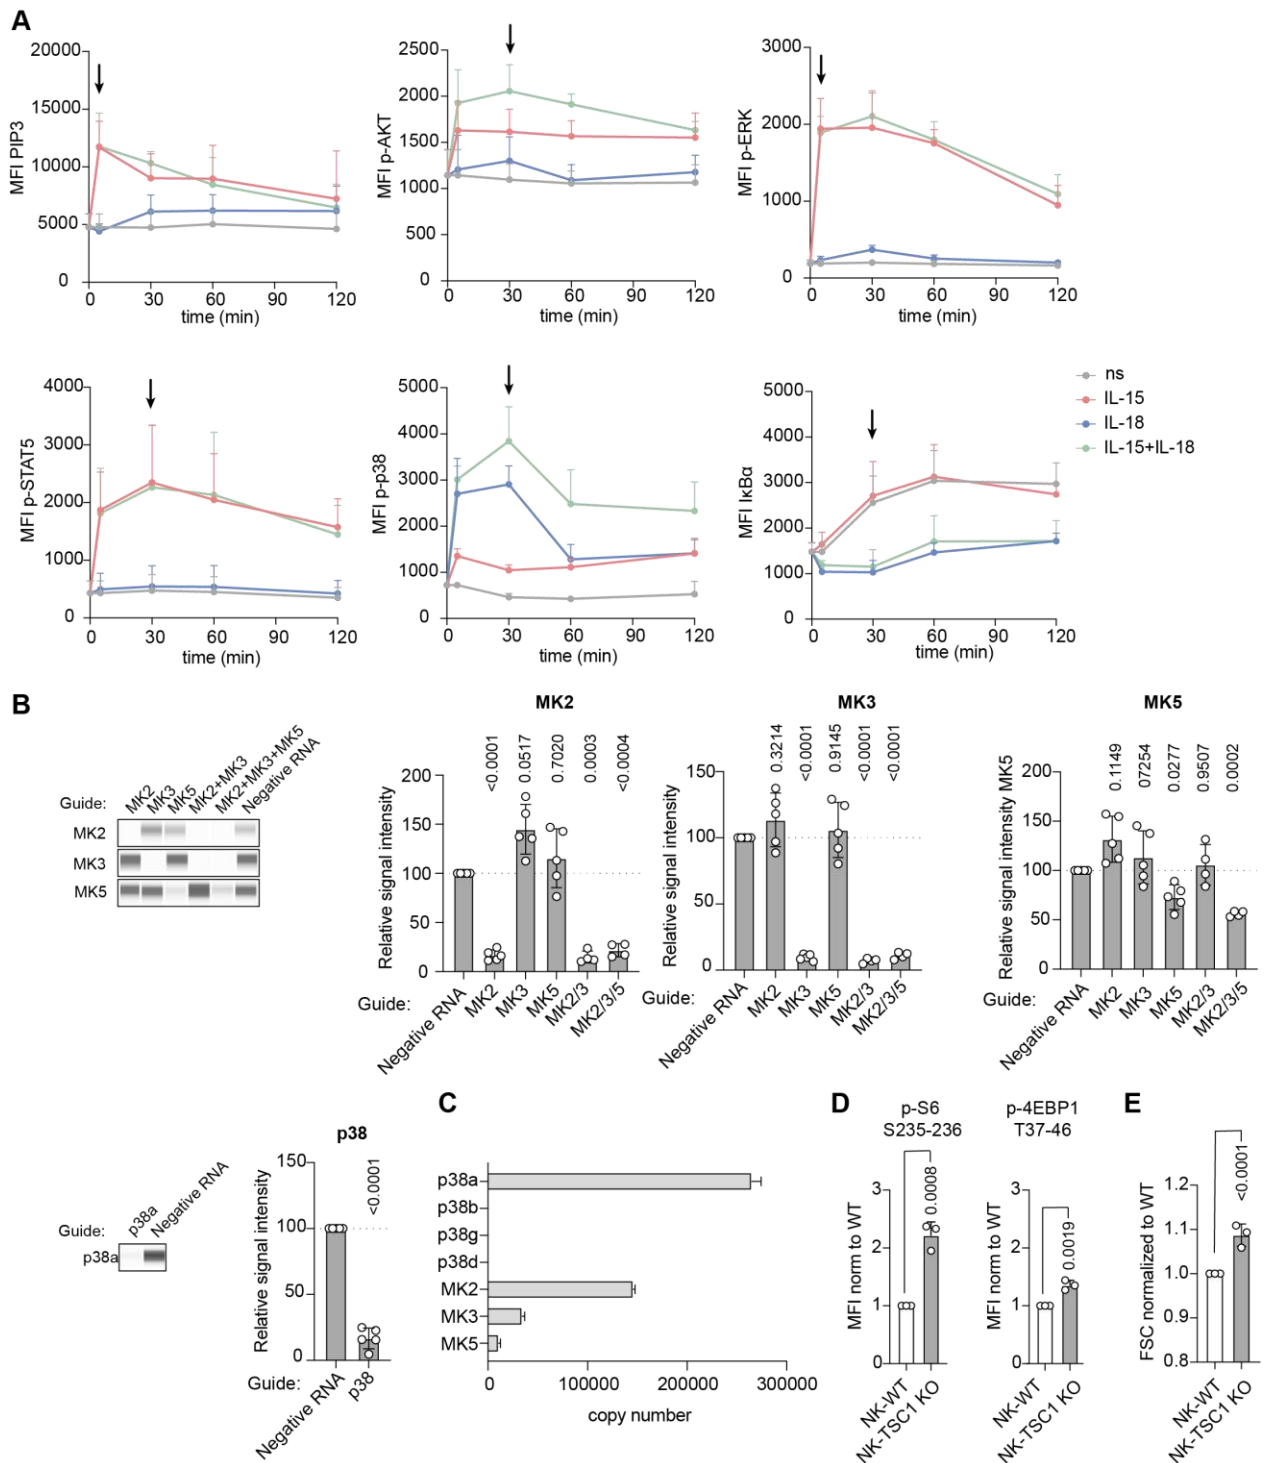 A
MFI PIP3
20000
15000
10000
5000
0
0 30 60 90 120
time (min)
MFI p-AKT
2500
2000
1500
1000
500
0
0 30 60 90 120
time (min)
MFI p-ERK
3000
2000
1000
0
0 30 60 90 120
time (min)
MFI p-STAT5
4000
3000
2000
1000
0
0 30 60 90 120
time (min)
MFI p-p38
5000
4000
3000
2000
1000
0
0 30 60 90 120
time (min)
MFI IκBα
5000
4000
3000
2000
1000
0
0 30 60 90 120
time (min)
ns
IL-15
IL-18
IL-15+IL-18
B
Guide: MK2 MK3 MK5 MK2+MK3 MK2+MK3+MK5 Negative RNA
MK2
MK3
MK5
MK2
<0.0001 0.0517 0.7020 0.0003 <0.0004
Relative signal intensity
200
150
100
50
0
Guide:
Negative RNA MK2 MK3 MK5 MK2/3 MK2/3/5
MK3
0.3214 <0.0001 0.9145 <0.0001 <0.0001
Relative signal intensity
150
100
50
0
Guide:
Negative RNA MK2 MK3 MK5 MK2/3 MK2/3/5
MK5
0.1149 07254 0.0277 0.9507 0.0002
Relative signal intensity MK5
200
150
100
50
0
Guide:
Negative RNA MK2 MK3 MK5 MK2/3 MK2/3/5
Guide: p38a Negative RNA
p38a
p38
<0.0001
Relative signal intensity
150
100
50
0
Guide:
Negative RNA p38
C
p38a
p38b
p38g
p38d
MK2
MK3
MK5
0 100000 200000 300000
copy number
D
p-S6
S235-236
0.0008
MFI norm to WT
3
2
1
0
NK-WT NK-TSC1 KO
p-4EBP1
T37-46
0.0019
MFI norm to WT
3
2
1
0
NK-WT NK-TSC1 KO
E
<0.0001
FSC normalized to WT
1.2
1.1
1.0
0.9
0.8
NK-WT NK-TSC1 KO